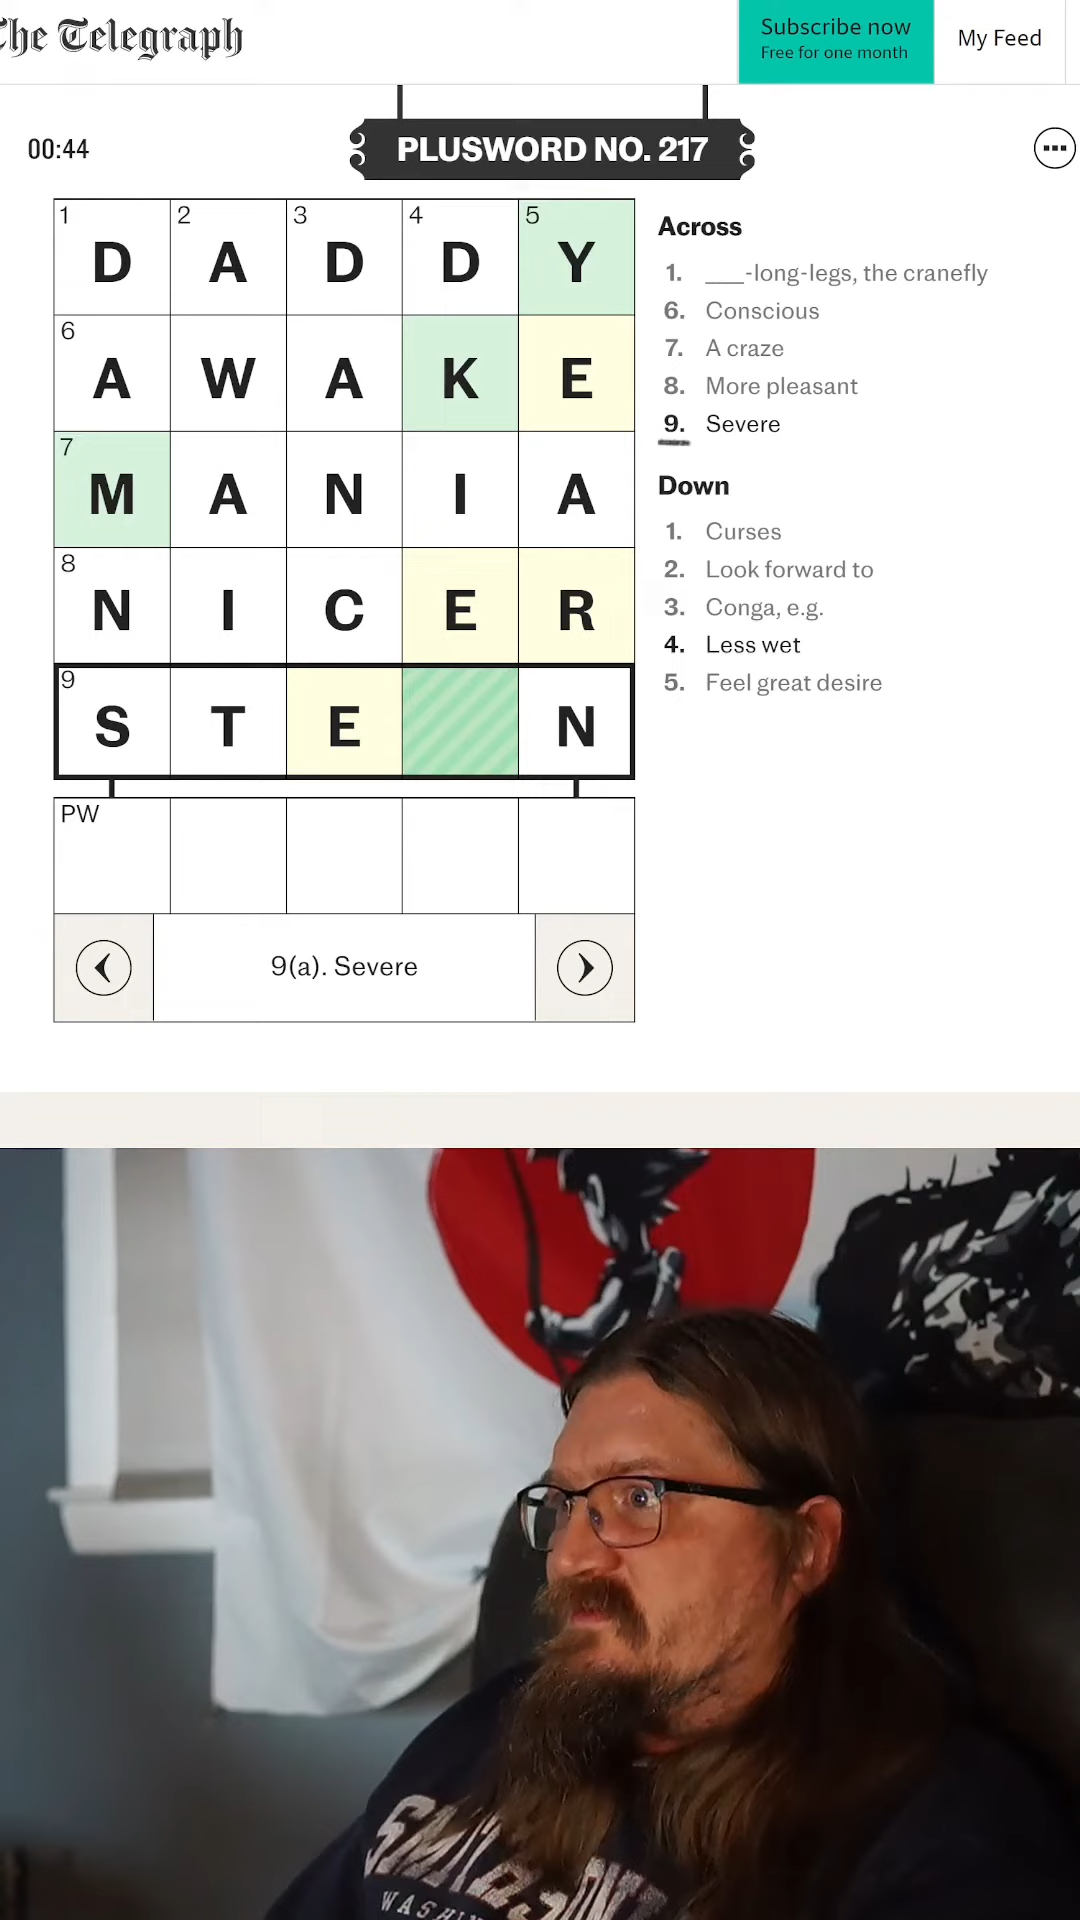 The Telegraph
Subscribe now
Free for one month
My Feed
00:44
PLUSWORD NO. 217
1 D 2 A 3 D 4 D 5 Y
6 A W A K E
7 M A N I A
8 N I C E R
9 S T E N
PW
9(a). Severe
Across
1. ___-long-legs, the cranefly
6. Conscious
7. A craze
8. More pleasant
9. Severe
Down
1. Curses
2. Look forward to
3. Conga, e.g.
4. Less wet
5. Feel great desire